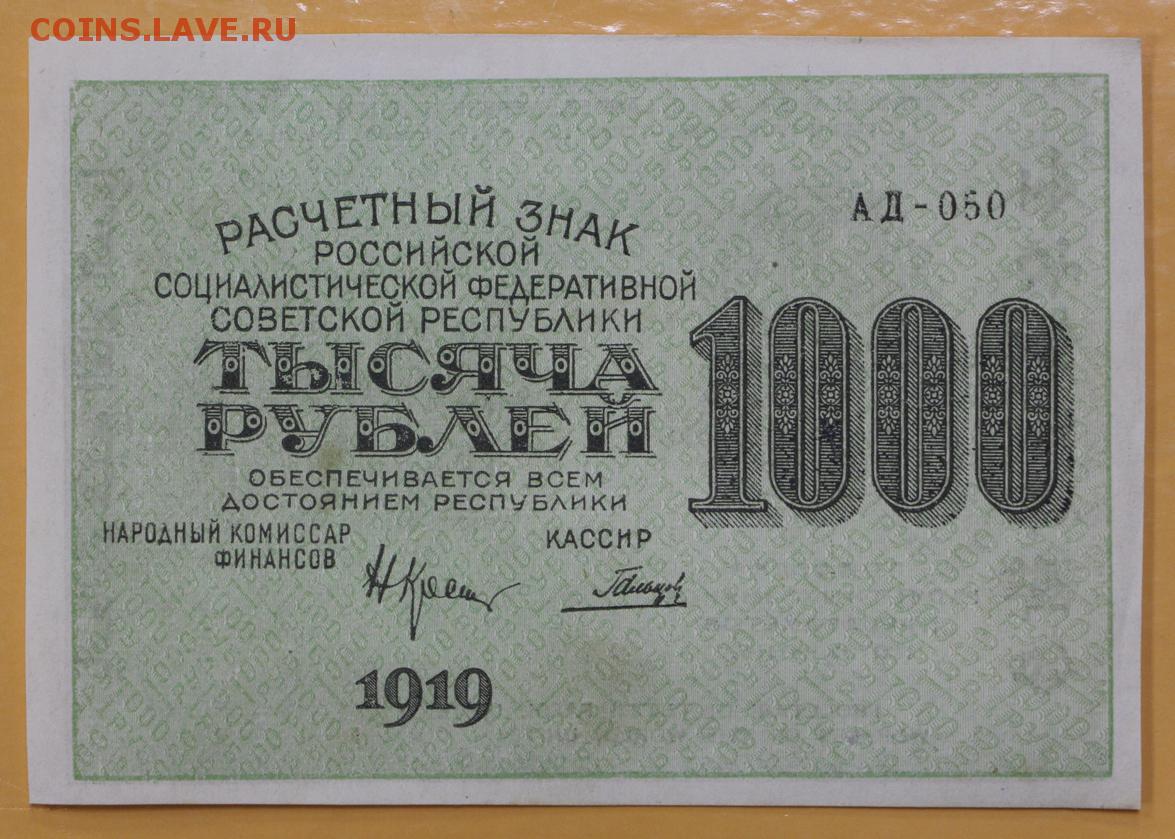 COINS.LAVE.RU
РАСЧЕТНЫЙ ЗНАК
РОССИЙСКОЙ
СОЦИАЛИСТИЧЕСКОЙ ФЕДЕРАТИВНОЙ
СОВЕТСКОЙ РЕСПУБЛИКИ
ТЫСЯЧА
РУБЛЕЙ
ОБЕСПЕЧИВАЕТСЯ ВСЕМ
ДОСТОЯНИЕМ РЕСПУБЛИКИ
НАРОДНЫЙ КОМИССАР
ФИНАНСОВ
КАССИР
Гальцов
1919
АД-050
1000